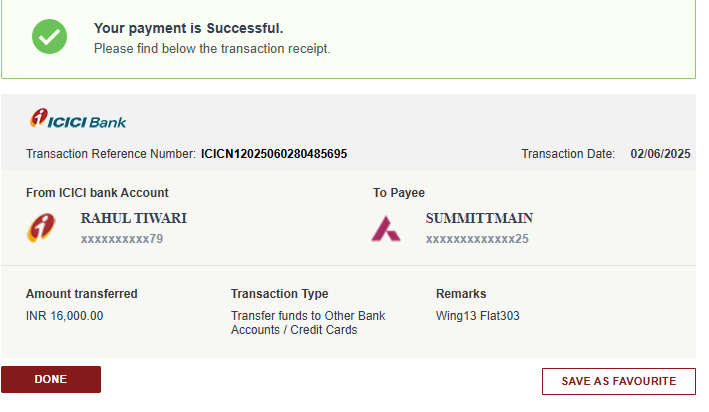 Your payment is Successful.
Please find below the transaction receipt.
ICICI Bank
Transaction Reference Number: ICICN12025060280485695 Transaction Date: 02/06/2025
From ICICI bank Account To Payee
RAHUL TIWARI SUMMITTMAIN
xxxxxxxxxx79 xxxxxxxxxxxxx25
Amount transferred Transaction Type Remarks
INR 16,000.00 Transfer funds to Other Bank Wing13 Flat303
Accounts / Credit Cards
DONE SAVE AS FAVOURITE